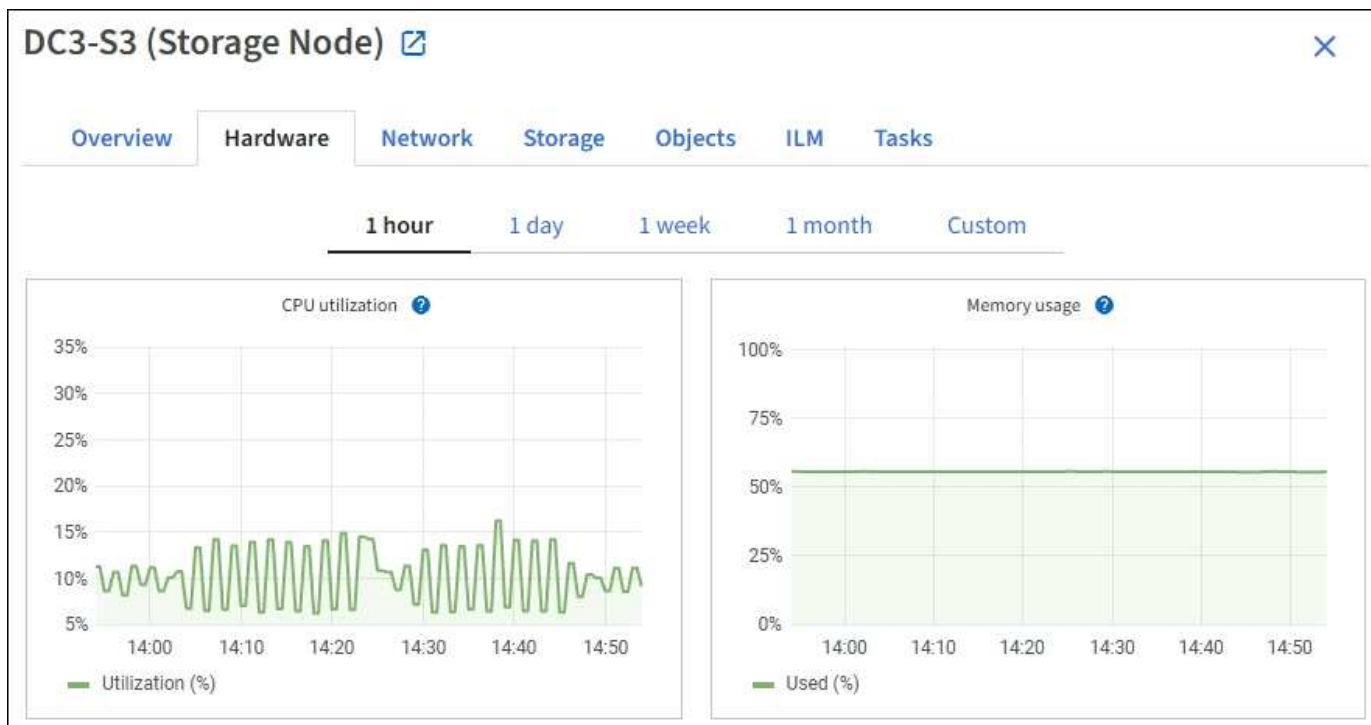 DC3-S3 (Storage Node)
Overview Hardware Network Storage Objects ILM Tasks
1 hour 1 day 1 week 1 month Custom
CPU utilization ?
35%
30%
25%
20%
15%
10%
5%
14:00 14:10 14:20 14:30 14:40 14:50
Utilization (%)
Memory usage ?
100%
75%
50%
25%
0%
14:00 14:10 14:20 14:30 14:40 14:50
Used (%)